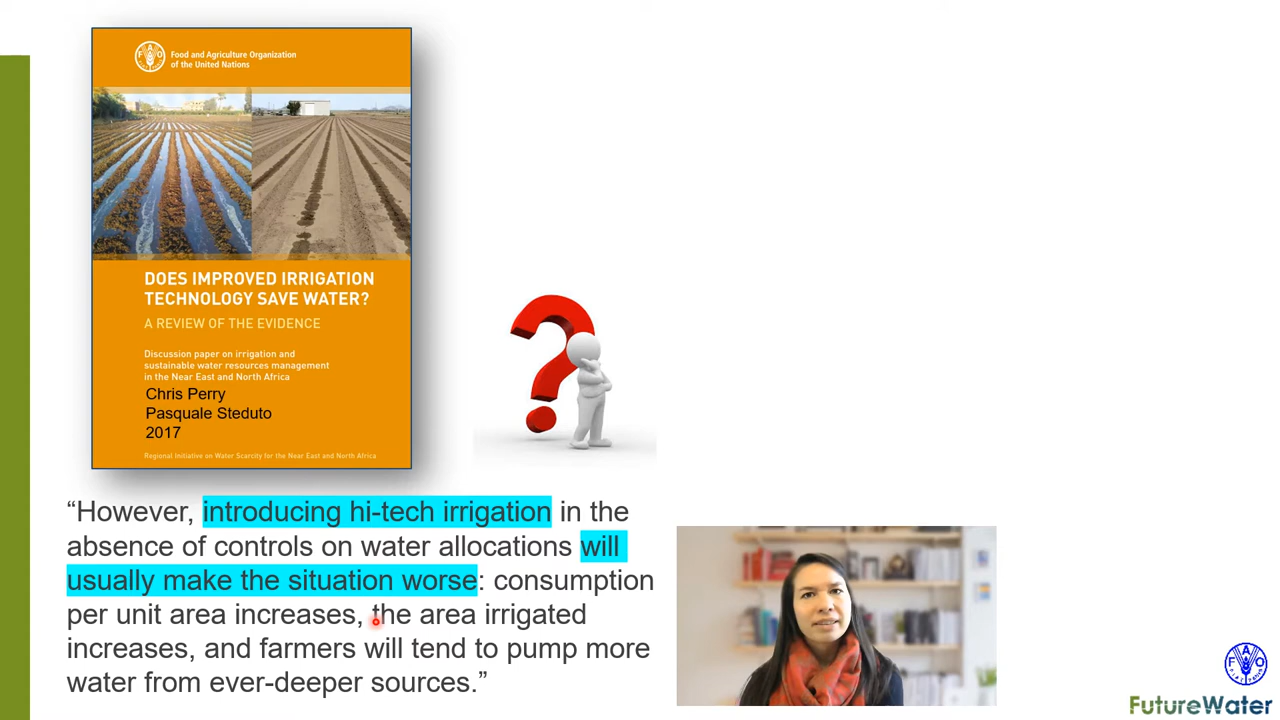 Food and Agriculture Organization
of the United Nations
DOES IMPROVED IRRIGATION
TECHNOLOGY SAVE WATER?
A REVIEW OF THE EVIDENCE
Discussion paper on irrigation and
sustainable water resources management
in the Near East and North Africa
Chris Perry
Pasquale Steduto
2017
Regional Initiative on Water Scarcity for the Near East and North Africa
“However, introducing hi-tech irrigation in the
absence of controls on water allocations will
usually make the situation worse: consumption
per unit area increases, the area irrigated
increases, and farmers will tend to pump more
water from ever-deeper sources.”
FutureWater